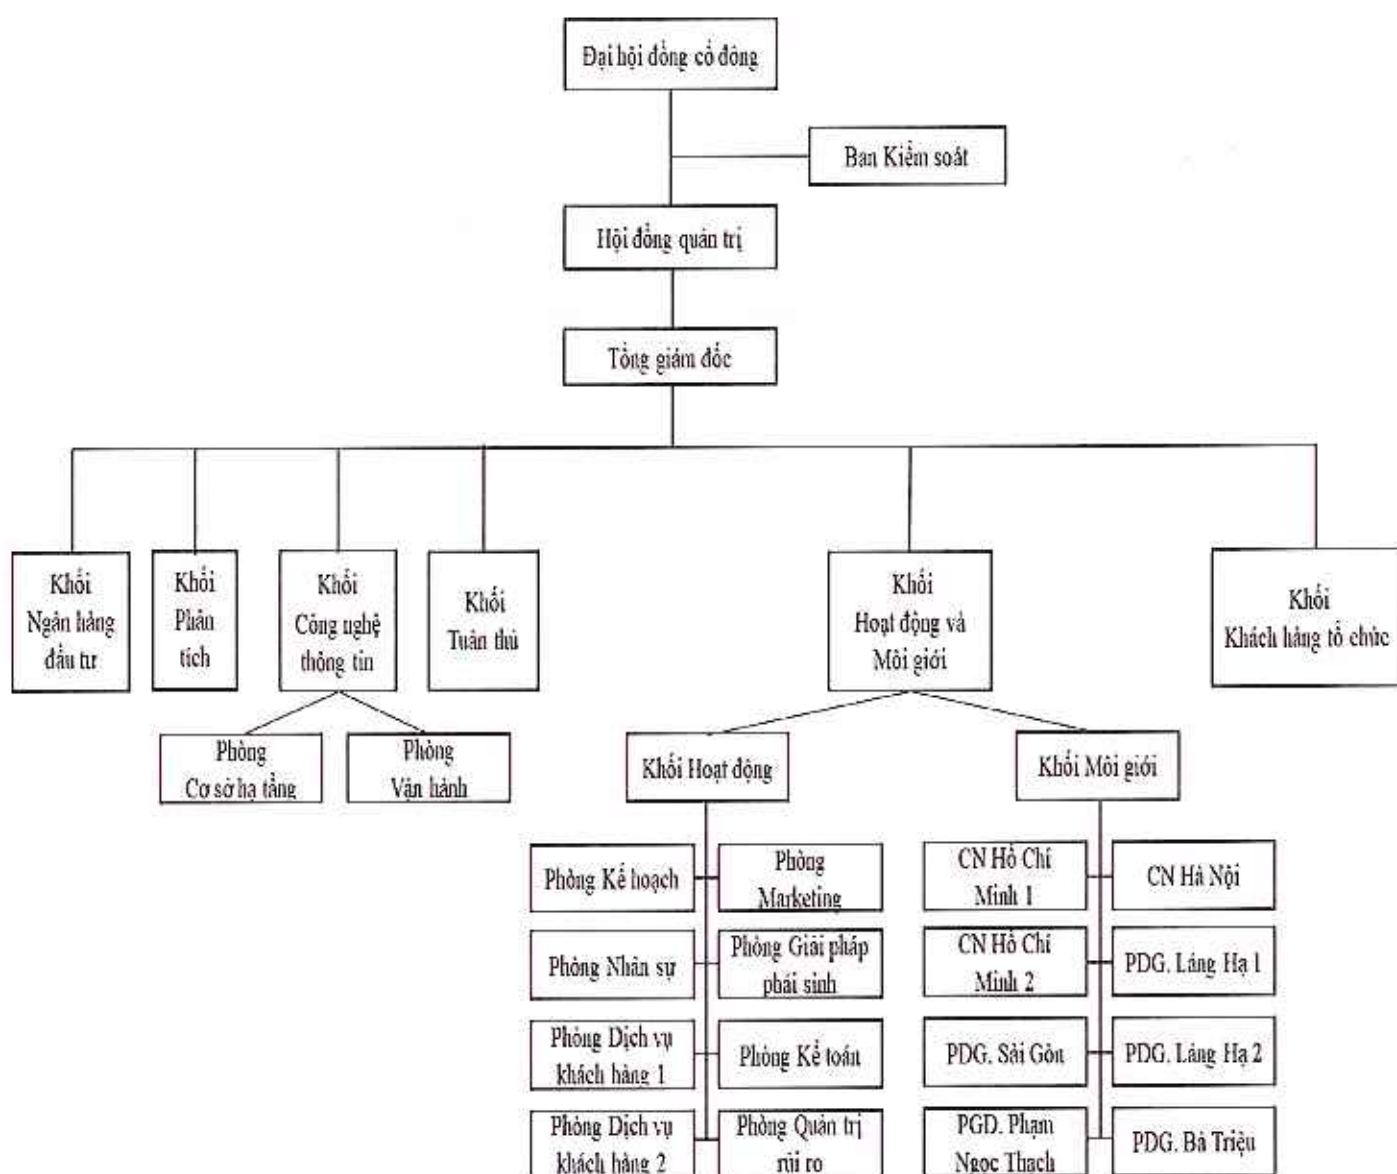 Đại hội đồng cổ đông
Ban Kiểm soát
Hội đồng quản trị
Tổng giám đốc
Khối
Ngân hàng
đầu tư
Khối
Phân
tích
Khối
Công nghệ
thông tin
Khối
Tuân thủ
Khối
Hoạt động và
Môi giới
Khối
Khách hàng tổ chức
Phòng
Cơ sở hạ tầng
Phòng
Vận hành
Khối Hoạt động
Khối Môi giới
Phòng Kế hoạch
Phòng
Marketing
Phòng Nhân sự
Phòng Giải pháp
phái sinh
Phòng Dịch vụ
khách hàng 1
Phòng Kế toán
Phòng Dịch vụ
khách hàng 2
Phòng Quản trị
rủi ro
CN Hồ Chí
Minh 1
CN Hà Nội
CN Hồ Chí
Minh 2
PDG. Láng Hạ 1
PDG. Sài Gòn
PDG. Láng Hạ 2
PGD. Phạm
Ngọc Thạch
PDG. Bà Triệu